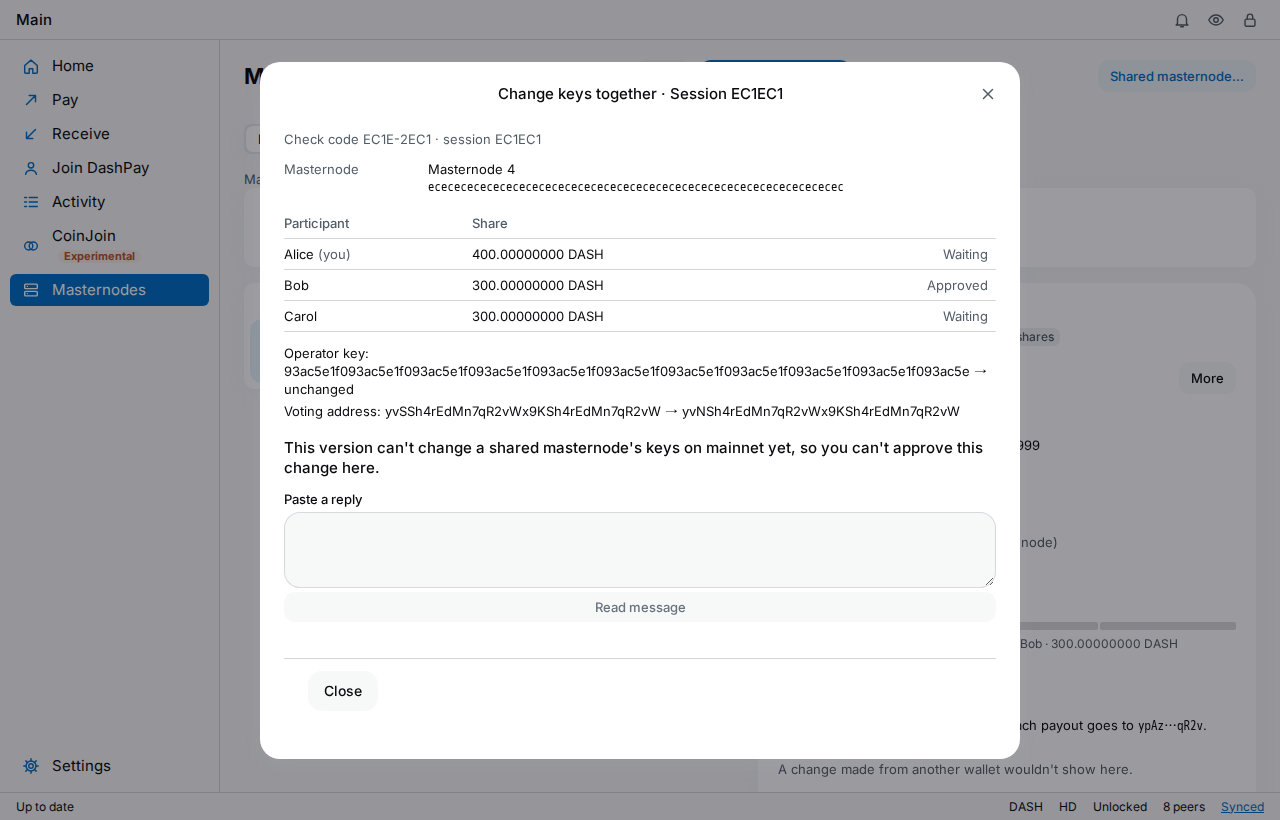 Main
Home
Pay
Receive
Join DashPay
Activity
CoinJoin
Experimental
Masternodes
Settings
Shared masternode...
Change keys together · Session EC1EC1
Check code EC1E-2EC1 · session EC1EC1
Masternode
Masternode 4
ecececececececececececececececececececececececececececececececec
Participant Share
Alice (you) 400.00000000 DASH Waiting
Bob 300.00000000 DASH Approved
Carol 300.00000000 DASH Waiting
Operator key:
93ac5e1f093ac5e1f093ac5e1f093ac5e1f093ac5e1f093ac5e1f093ac5e1f093ac5e1f093ac5e1f093ac5e1f093ac5e →
unchanged
Voting address: yvSSh4rEdMn7qR2vWx9KSh4rEdMn7qR2vW → yvNSh4rEdMn7qR2vWx9KSh4rEdMn7qR2vW
This version can't change a shared masternode's keys on mainnet yet, so you can't approve this
change here.
Paste a reply
Read message
Close
shares
More
999
node)
Bob · 300.00000000 DASH
ach payout goes to ypAz···qR2v.
A change made from another wallet wouldn't show here.
Up to date
DASH HD Unlocked 8 peers Synced